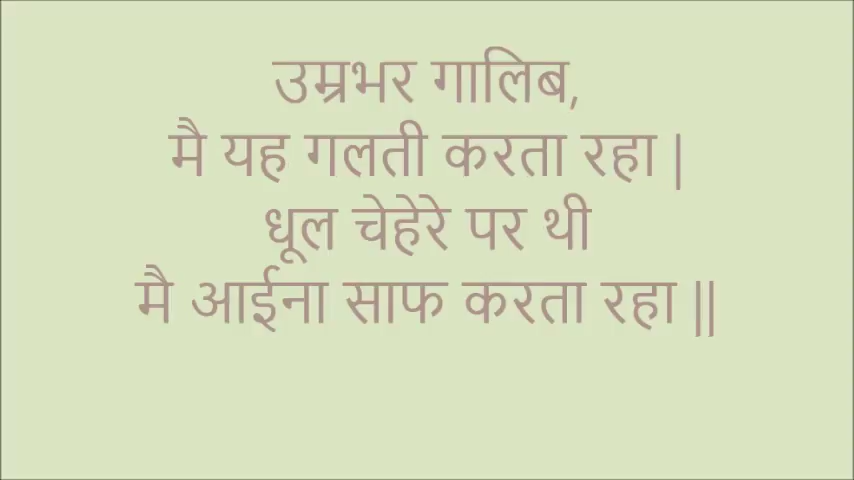 उम्रभर गालिब,
मै यह गलती करता रहा |
धूल चेहेरे पर थी
मै आईना साफ करता रहा ||